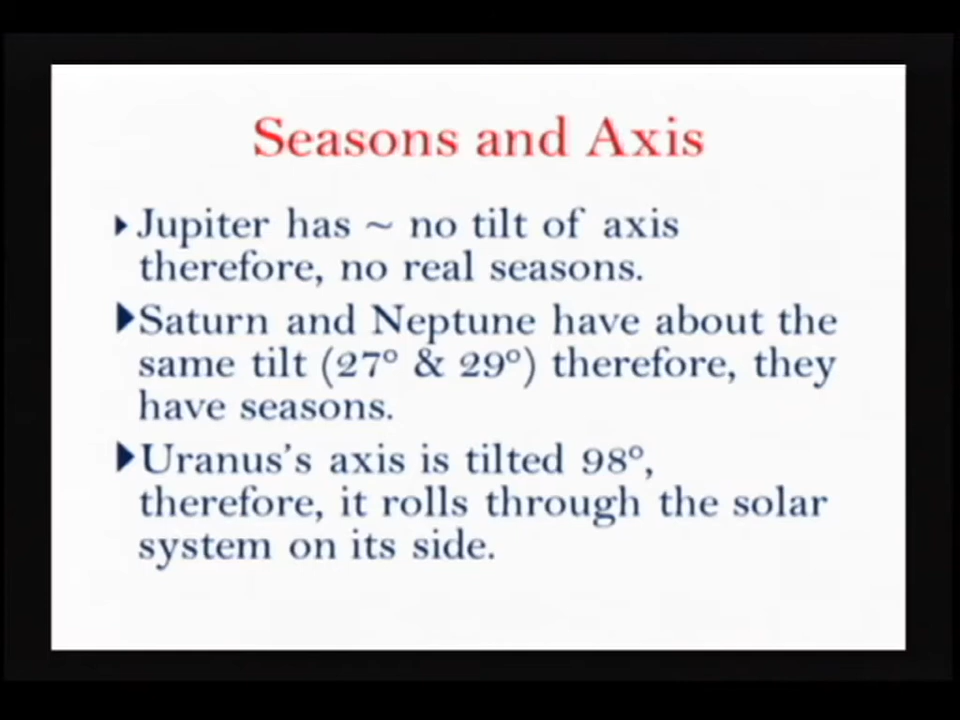 Seasons and Axis
Jupiter has ~ no tilt of axis
therefore, no real seasons.
Saturn and Neptune have about the
same tilt (27° & 29°) therefore, they
have seasons.
Uranus's axis is tilted 98°,
therefore, it rolls through the solar
system on its side.